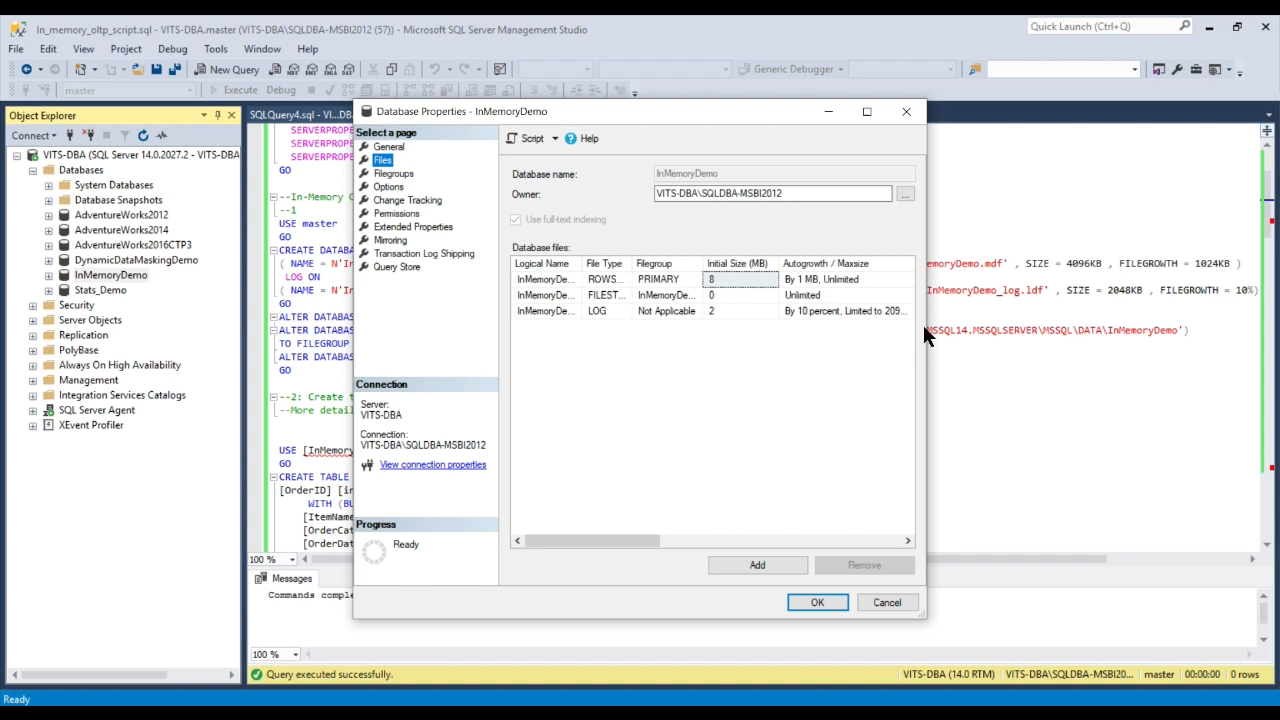 In_memory_oltp_script.sql - VITS-DBA.master (VITS-DBA\SQLDBA-MSBI2012 (57)) - Microsoft SQL Server Management Studio
Quick Launch (Ctrl+Q)
File Edit View Project Debug Tools Window Help
New Query
Generic Debugger
master
Execute Debug
Object Explorer
Connect
VITS-DBA (SQL Server 14.0.2027.2 - VITS-DBA
Databases
System Databases
Database Snapshots
AdventureWorks2012
AdventureWorks2014
AdventureWorks2016CTP3
DynamicDataMaskingDemo
InMemoryDemo
Stats_Demo
Security
Server Objects
Replication
PolyBase
Always On High Availability
Management
Integration Services Catalogs
SQL Server Agent
XEvent Profiler
SQLQuery4.sql - VI...DB
SERVERPROPE
SERVERPROPE
SERVERPROPE
GO
--In-Memory O
--1
USE master
GO
CREATE DATABA
( NAME = N'In
emoryDemo.mdf' , SIZE = 4096KB , FILEGROWTH = 1024KB )
LOG ON
( NAME = N'In
InMemoryDemo_log.ldf' , SIZE = 2048KB , FILEGROWTH = 10%)
GO
ALTER DATABAS
ALTER DATABAS
MSSQL14.MSSQLSERVER\MSSQL\DATA\InMemoryDemo')
TO FILEGROUP
ALTER DATABAS
GO
--2: Create t
--More detail
USE [InMemory
GO
CREATE TABLE
[OrderID] [in
WITH (BU
[ItemName
[OrderCat
[OrderDat
100 %
Messages
Commands comple
100 %
Query executed successfully.
VITS-DBA (14.0 RTM) VITS-DBA\SQLDBA-MSBI20... master 00:00:00 0 rows
Ready
Database Properties - InMemoryDemo
Select a page
General
Files
Filegroups
Options
Change Tracking
Permissions
Extended Properties
Mirroring
Transaction Log Shipping
Query Store
Connection
Server:
VITS-DBA
Connection:
VITS-DBA\SQLDBA-MSBI2012
View connection properties
Progress
Ready
Script Help
Database name: InMemoryDemo
Owner: VITS-DBA\SQLDBA-MSBI2012 ...
Use full-text indexing
Database files:
Logical Name File Type Filegroup Initial Size (MB) Autogrowth / Maxsize
InMemoryDe... ROWS... PRIMARY 8 By 1 MB, Unlimited
InMemoryDe... FILEST... InMemoryDe... 0 Unlimited
InMemoryDe... LOG Not Applicable 2 By 10 percent, Limited to 209...
Add Remove
OK Cancel